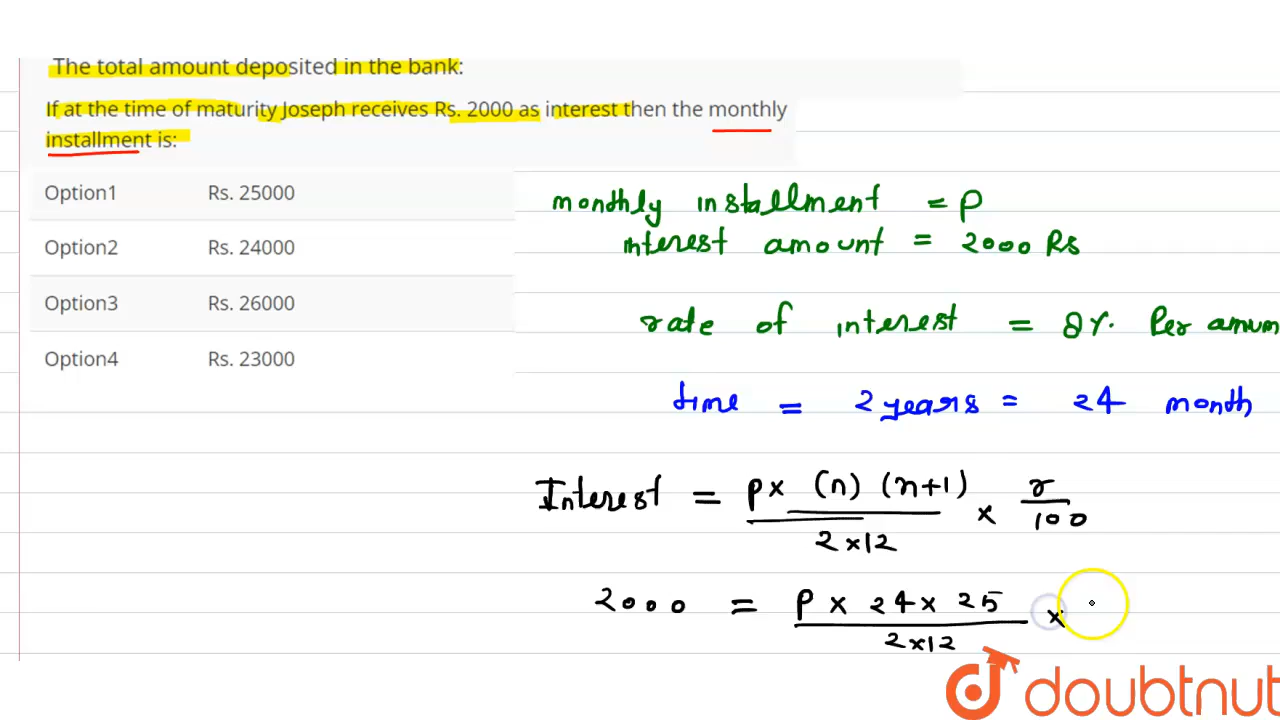 The total amount deposited in the bank:
If at the time of maturity Joseph receives Rs. 2000 as interest then the monthly
installment is:
Option1 Rs. 25000
Option2 Rs. 24000
Option3 Rs. 26000
Option4 Rs. 23000
monthly installment = P
interest amount = 2000 Rs
rate of interest = 8%. Per annum
time = 2 years = 24 month
Interest = P× (n) (n+1) / 2×12 × r/100
2000 = P × 24 × 25 / 2×12 ×
doubtnut